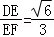 DE/EF = √6/3